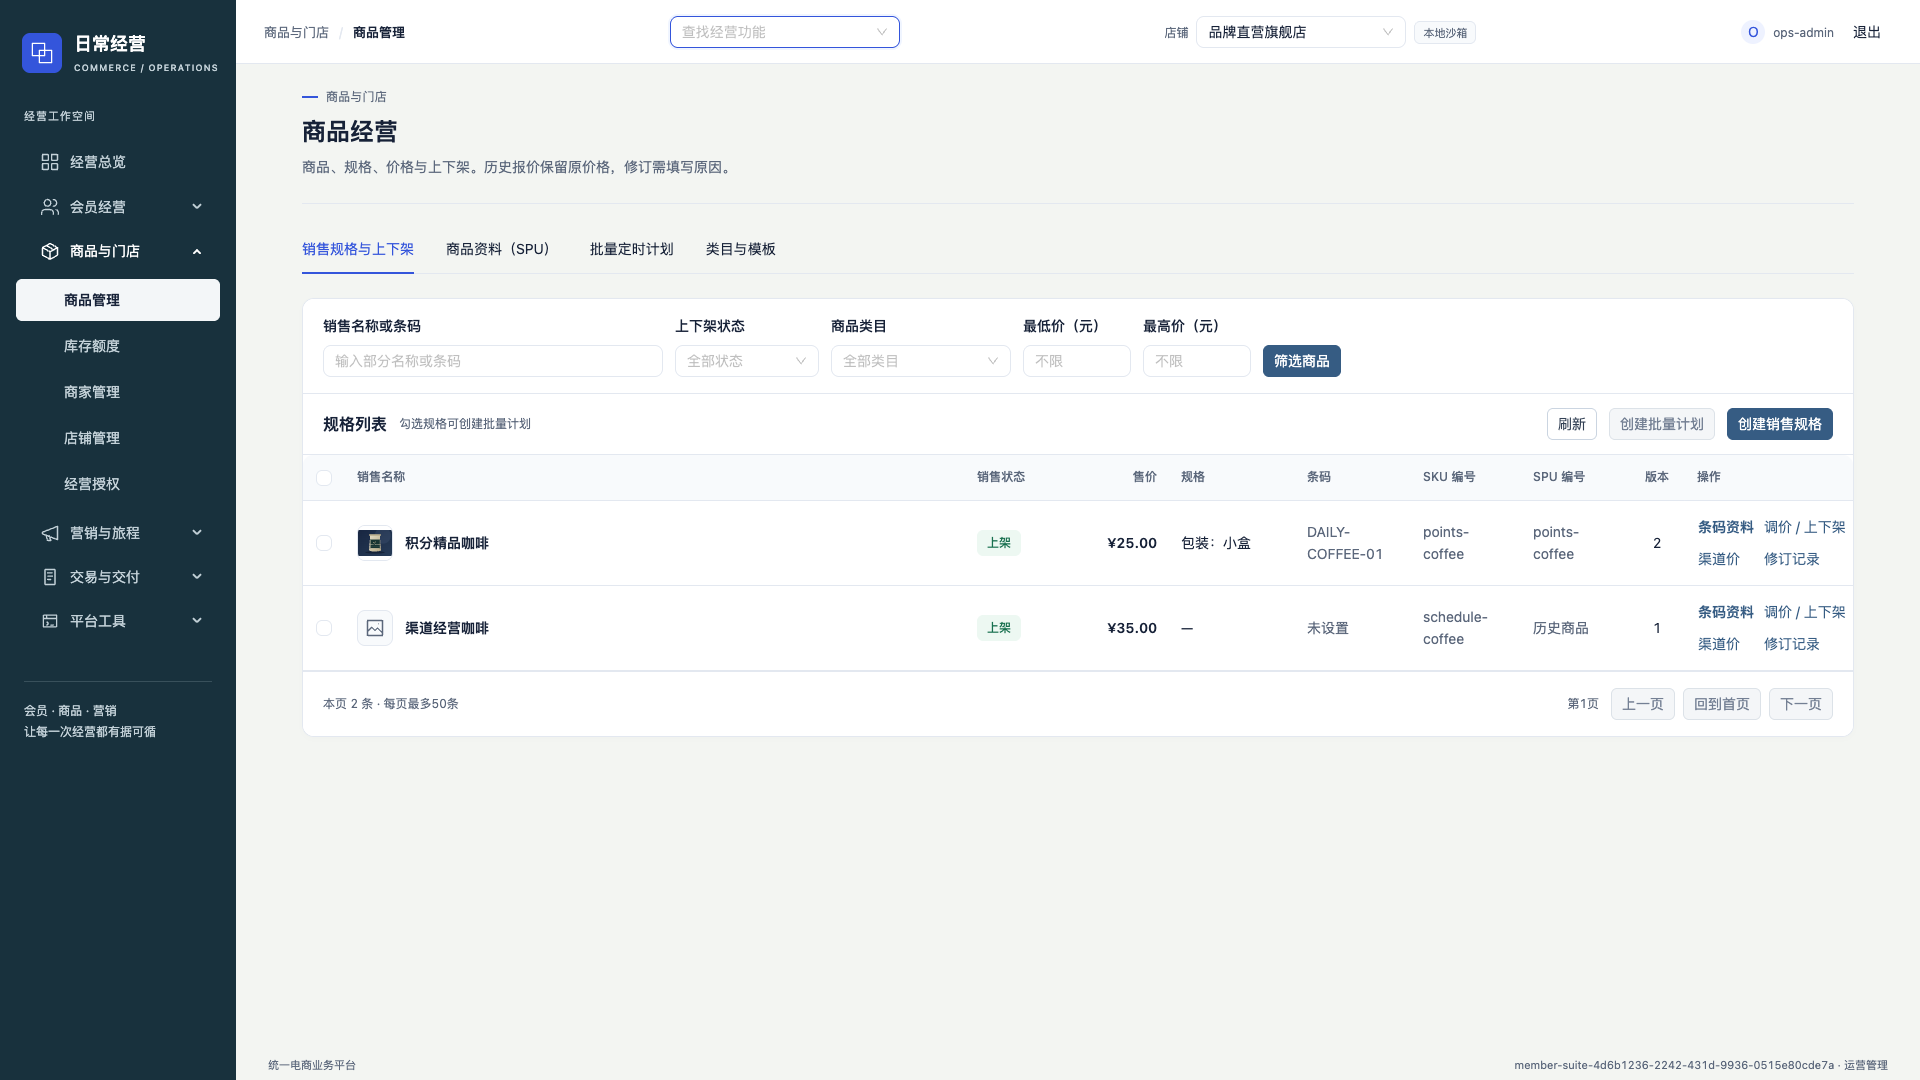 日常经营
COMMERCE / OPERATIONS
经营工作空间
经营总览
会员经营
商品与门店
商品管理
库存额度
商家管理
店铺管理
经营授权
营销与旅程
交易与交付
平台工具
会员 · 商品 · 营销
让每一次经营都有据可循
商品与门店 / 商品管理
查找经营功能
店铺 品牌直营旗舰店 本地沙箱
O ops-admin 退出
商品与门店
商品经营
商品、规格、价格与上下架。历史报价保留原价格，修订需填写原因。
销售规格与上下架 商品资料（SPU） 批量定时计划 类目与模板
销售名称或条码 上下架状态 商品类目 最低价（元） 最高价（元）
输入部分名称或条码 全部状态 全部类目 不限 不限 筛选商品
规格列表 勾选规格可创建批量计划 刷新 创建批量计划 创建销售规格
销售名称 销售状态 售价 规格 条码 SKU 编号 SPU 编号 版本 操作
积分精品咖啡 上架 ¥25.00 包装：小盒 DAILY-COFFEE-01 points-coffee points-coffee 2 条码资料 调价 / 上下架
渠道价 修订记录
渠道经营咖啡 上架 ¥35.00 — 未设置 schedule-coffee 历史商品 1 条码资料 调价 / 上下架
渠道价 修订记录
本页 2 条 · 每页最多50条 第1页 上一页 回到首页 下一页
统一电商业务平台 member-suite-4d6b1236-2242-431d-9936-0515e80cde7a · 运营管理